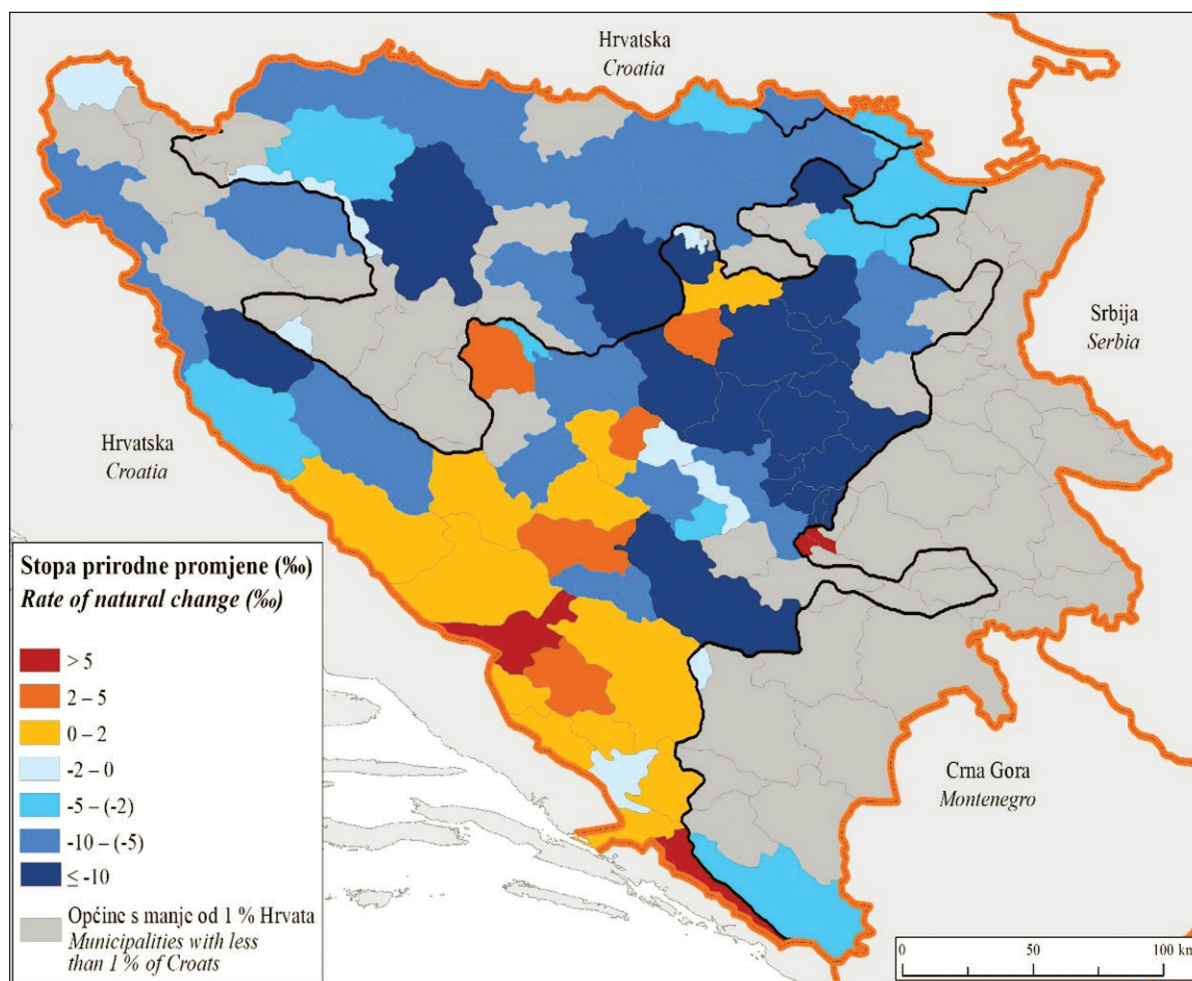 Hrvatska
Croatia
Srbija
Serbia
Hrvatska
Croatia
Crna Gora
Montenegro
Stopa prirodne promjene (‰)
Rate of natural change (‰)
> 5
2 – 5
0 – 2
-2 – 0
-5 – (-2)
-10 – (-5)
≤ -10
Općine s manje od 1 % Hrvata
Municipalities with less
than 1 % of Croats
0 50 100 km